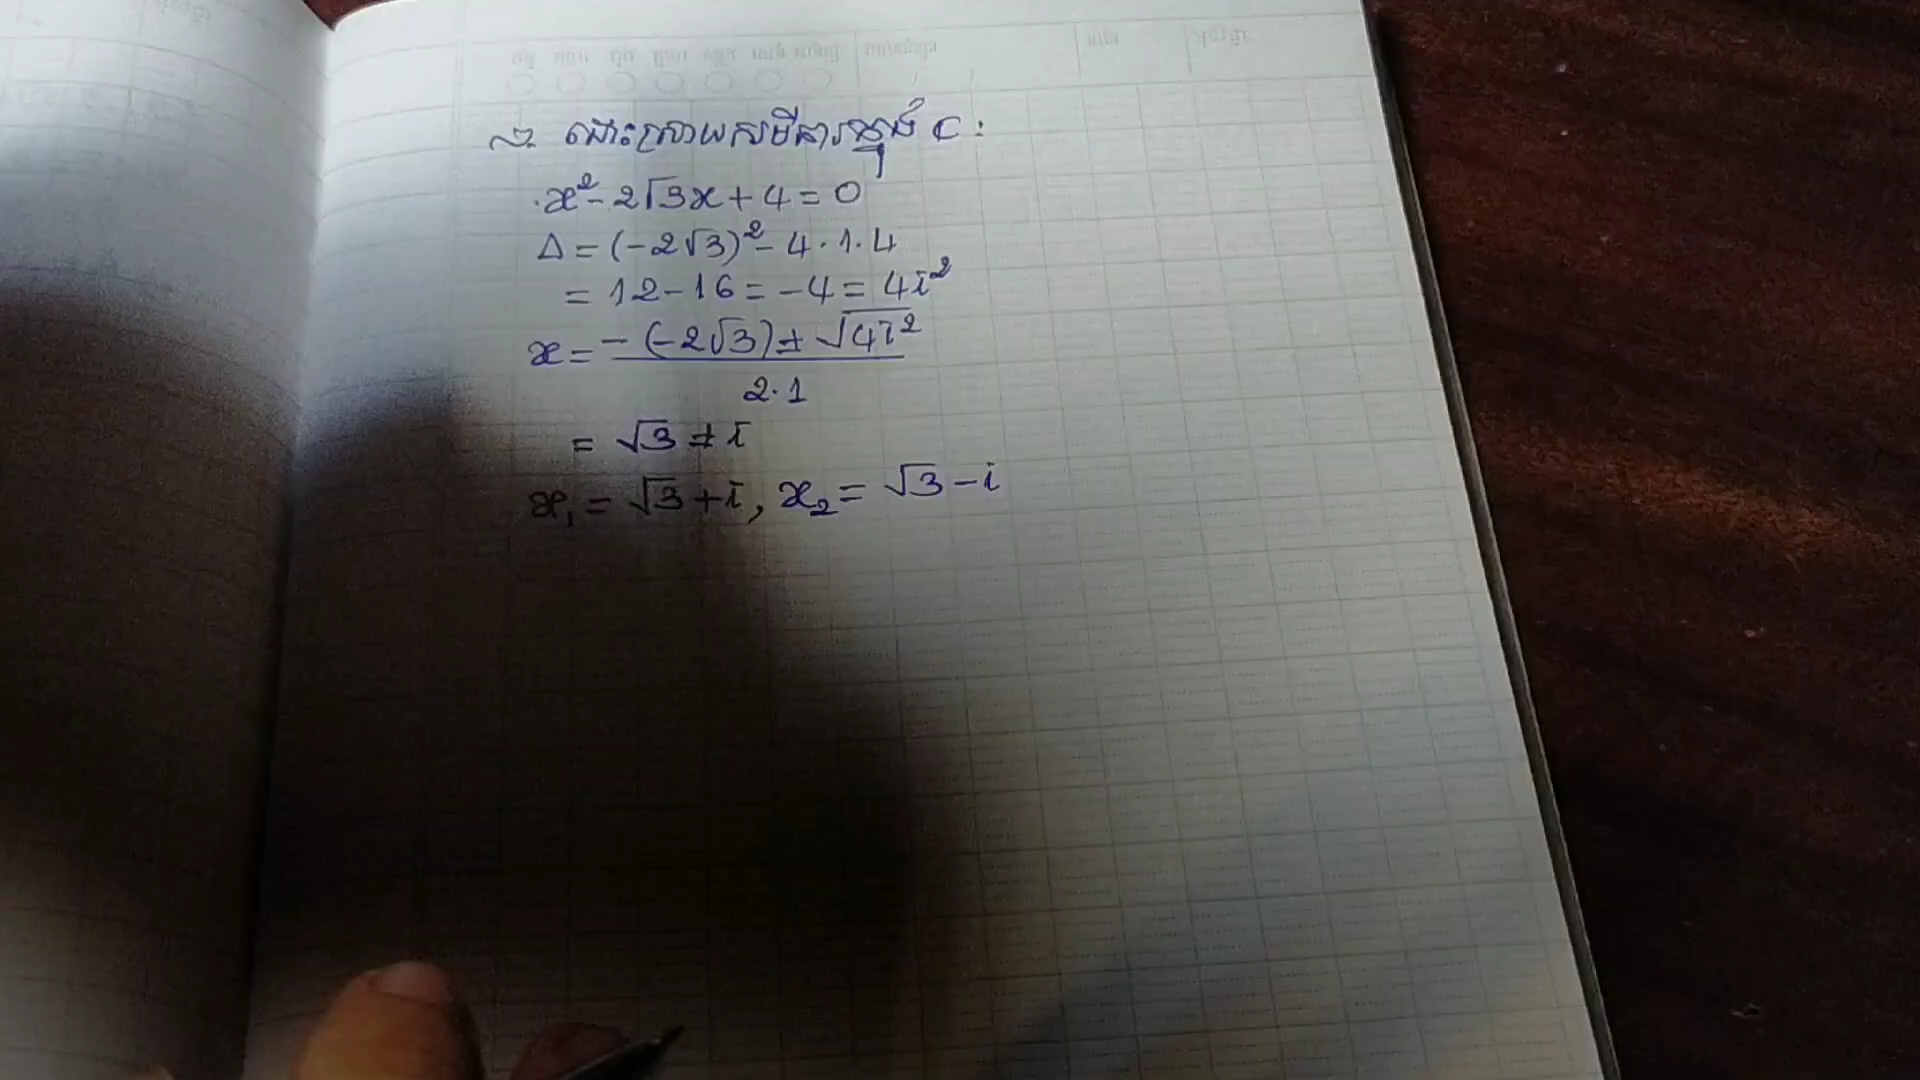 ២. ដោះស្រាយសមីការក្នុង C :
x² - 2√3x + 4 = 0
Δ = (-2√3)² - 4 · 1 · 4
= 12 - 16 = -4 = 4i²
x = (-(-2√3) ± √4i²) / 2·1
= √3 ± i
x₁ = √3 + i, x₂ = √3 - i